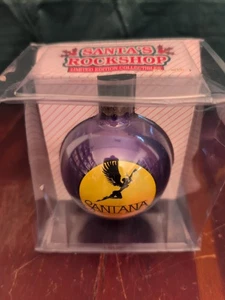 SANTA'S
ROCKSHOP
LIMITED EDITION COLLECTIBLES
SANTANA